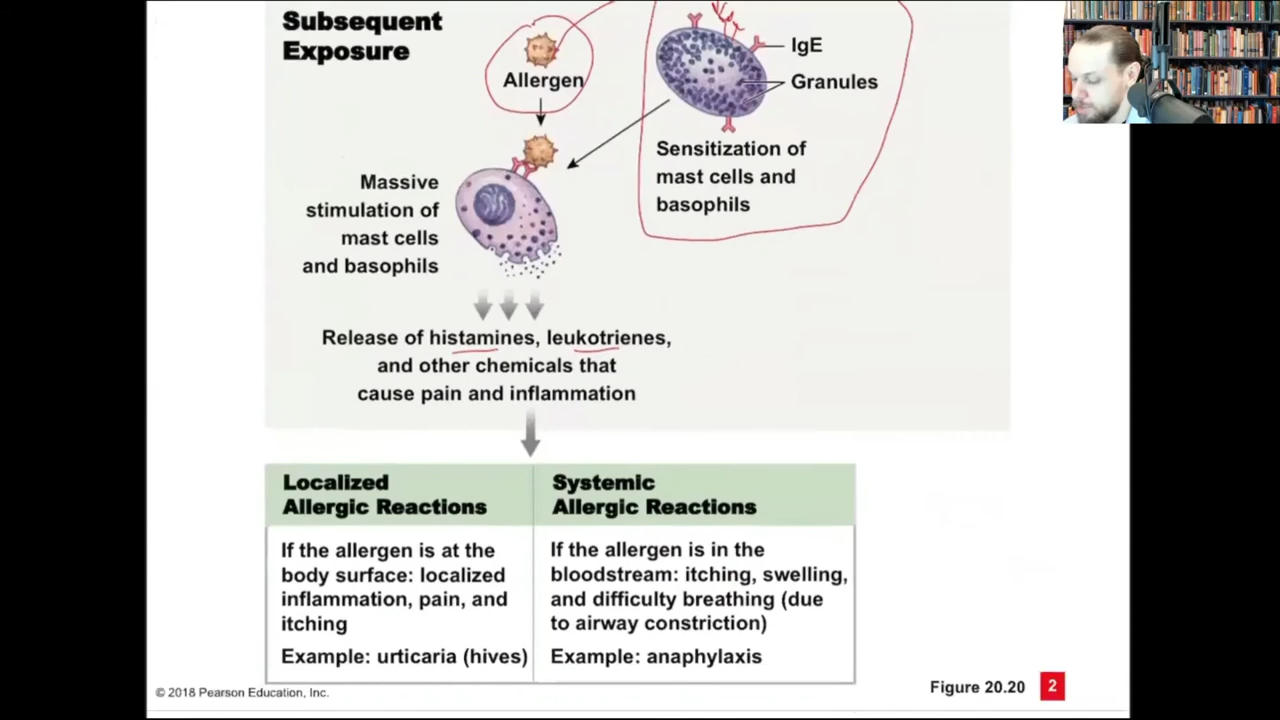 Subsequent
Exposure
Allergen
IgE
Granules
Sensitization of
mast cells and
basophils
Massive
stimulation of
mast cells
and basophils
Release of histamines, leukotrienes,
and other chemicals that
cause pain and inflammation
Localized
Allergic Reactions
If the allergen is at the
body surface: localized
inflammation, pain, and
itching
Example: urticaria (hives)
Systemic
Allergic Reactions
If the allergen is in the
bloodstream: itching, swelling,
and difficulty breathing (due
to airway constriction)
Example: anaphylaxis
© 2018 Pearson Education, Inc.
Figure 20.20 2